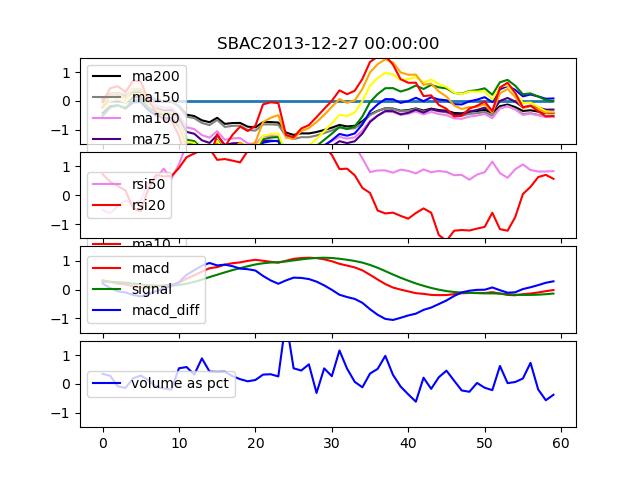 SBAC2013-12-27 00:00:00
1
0
−1
ma200
ma150
ma100
ma75
1
0
−1
rsi50
rsi20
ma10
1
0
−1
macd
signal
macd_diff
1
0
−1
volume as pct
0 10 20 30 40 50 60